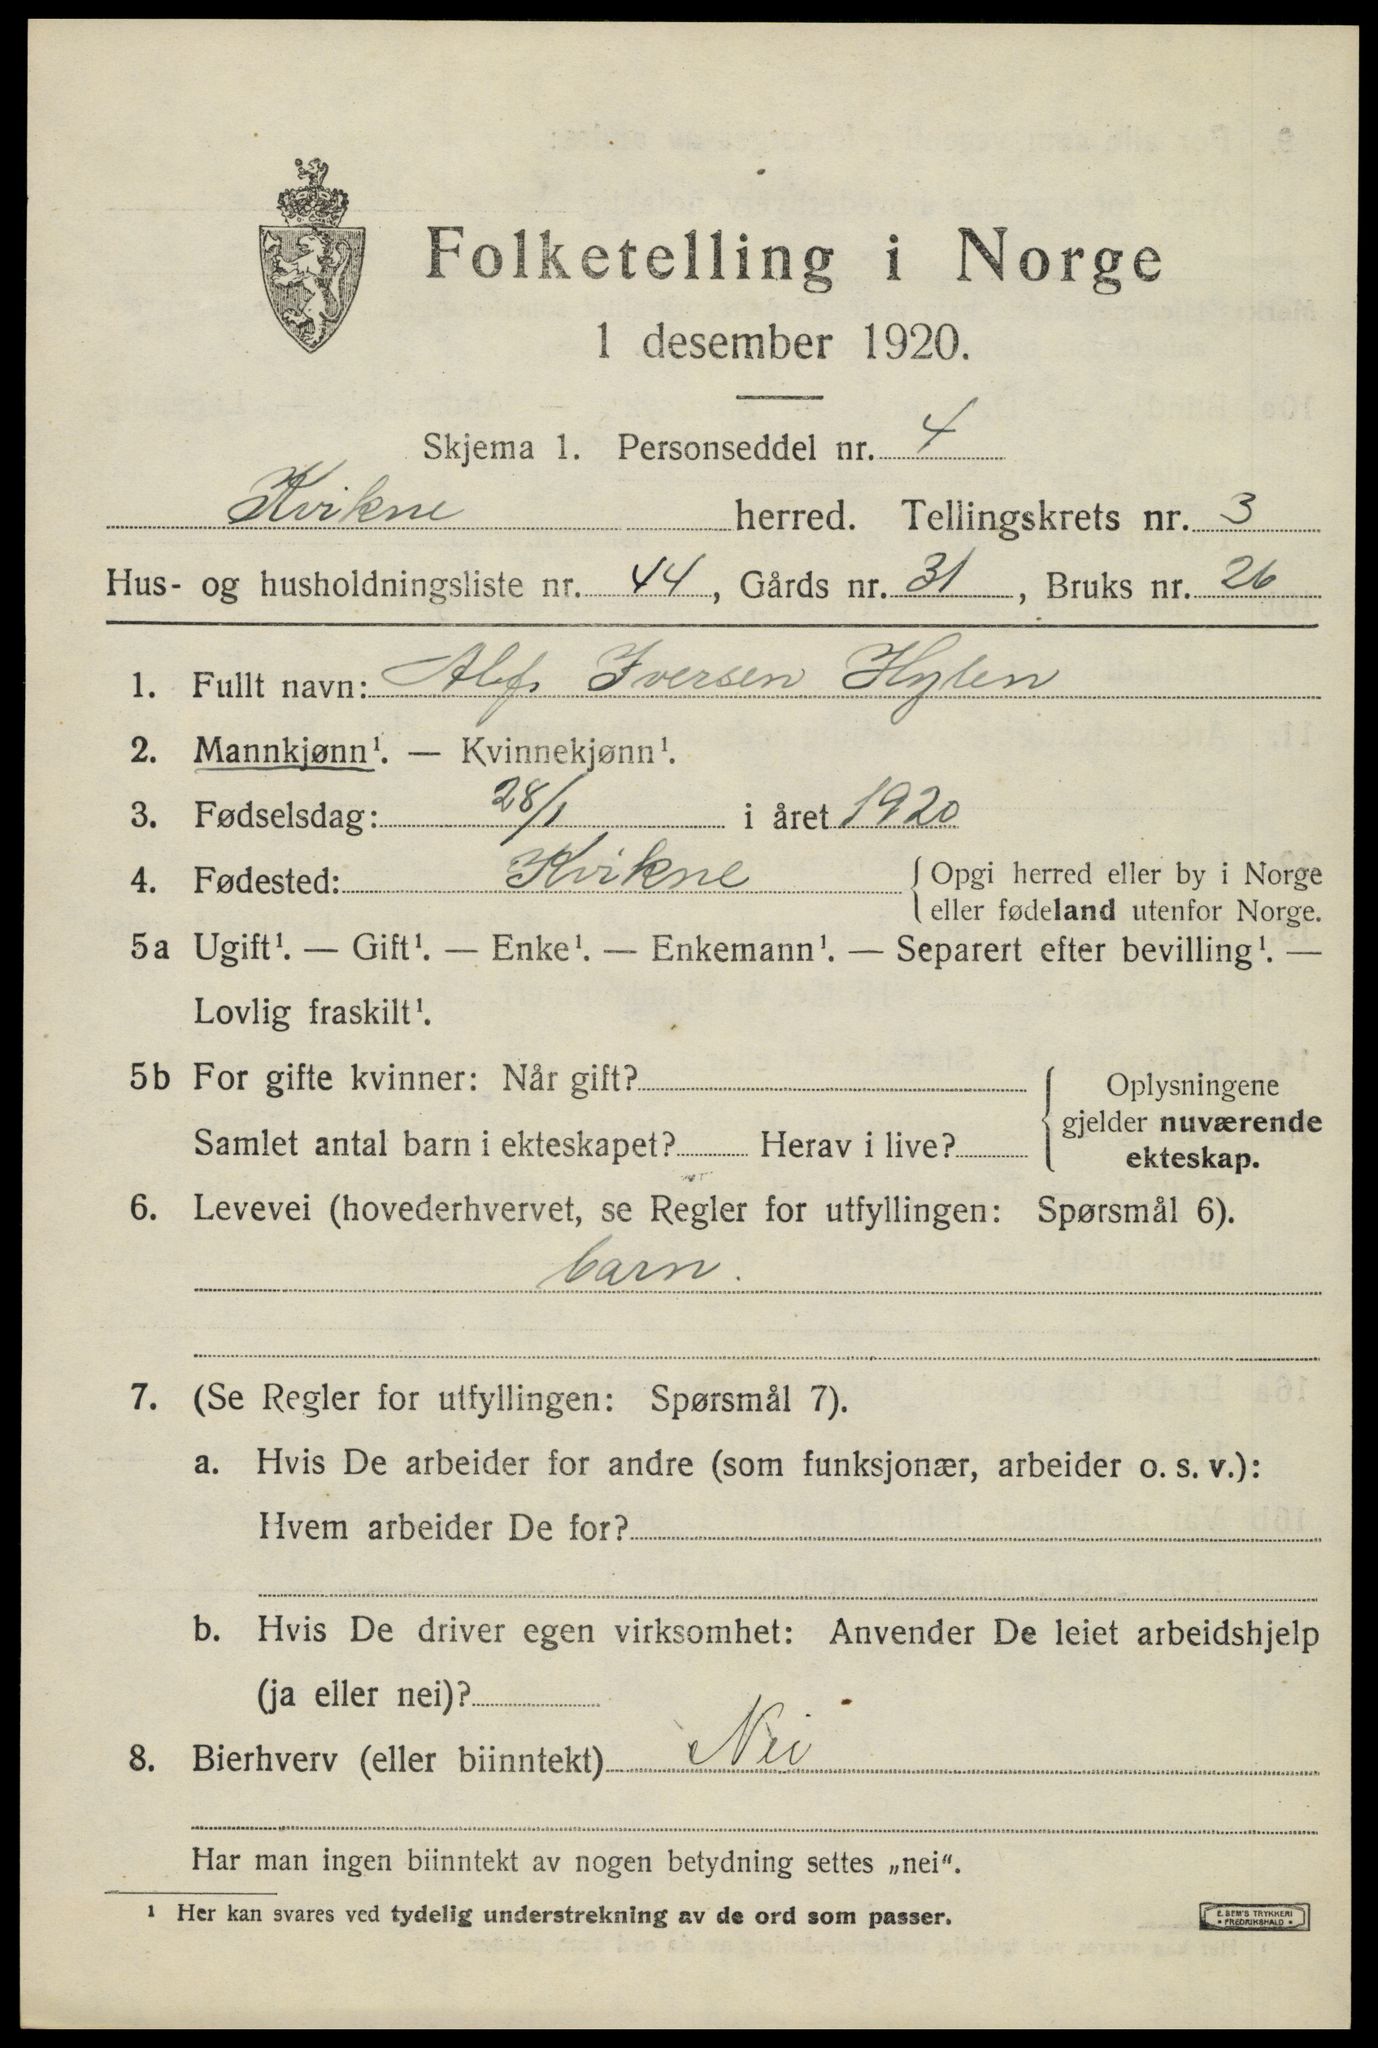 Folketelling i Norge
1 desember 1920.
Skjema 1. Personseddel nr. 4
Kvikne herred. Tellingskrets nr. 3
Hus- og husholdningsliste nr. 44, Gårds nr. 31, Bruks nr. 26
1. Fullt navn: Iversen Hylen
2. Mannkjønn¹. — Kvinnekjønn¹.
3. Fødselsdag: 28/1 i året 1920
4. Fødested: Kvikne { Opgi herred eller by i Norge
eller fødeland utenfor Norge.
5a Ugift¹. — Gift¹. — Enke¹. — Enkemann¹. — Separert efter bevilling¹. —
Lovlig fraskilt¹.
5b For gifte kvinner: Når gift?
Samlet antal barn i ekteskapet? Herav i live?
{ Oplysningene
gjelder nuværende
ekteskap.
6. Levevei (hovederhvervet, se Regler for utfyllingen: Spørsmål 6).
barn.
7. (Se Regler for utfyllingen: Spørsmål 7).
a. Hvis De arbeider for andre (som funksjonær, arbeider o. s. v.):
Hvem arbeider De for?
b. Hvis De driver egen virksomhet: Anvender De leiet arbeidshjelp
(ja eller nei)?
8. Bierhverv (eller biinntekt) Nei
Har man ingen biinntekt av nogen betydning settes „nei“.
¹ Her kan svares ved tydelig understrekning av de ord som passer.
E. SEM'S TRYKKERI
• FREDRIKSHALD •